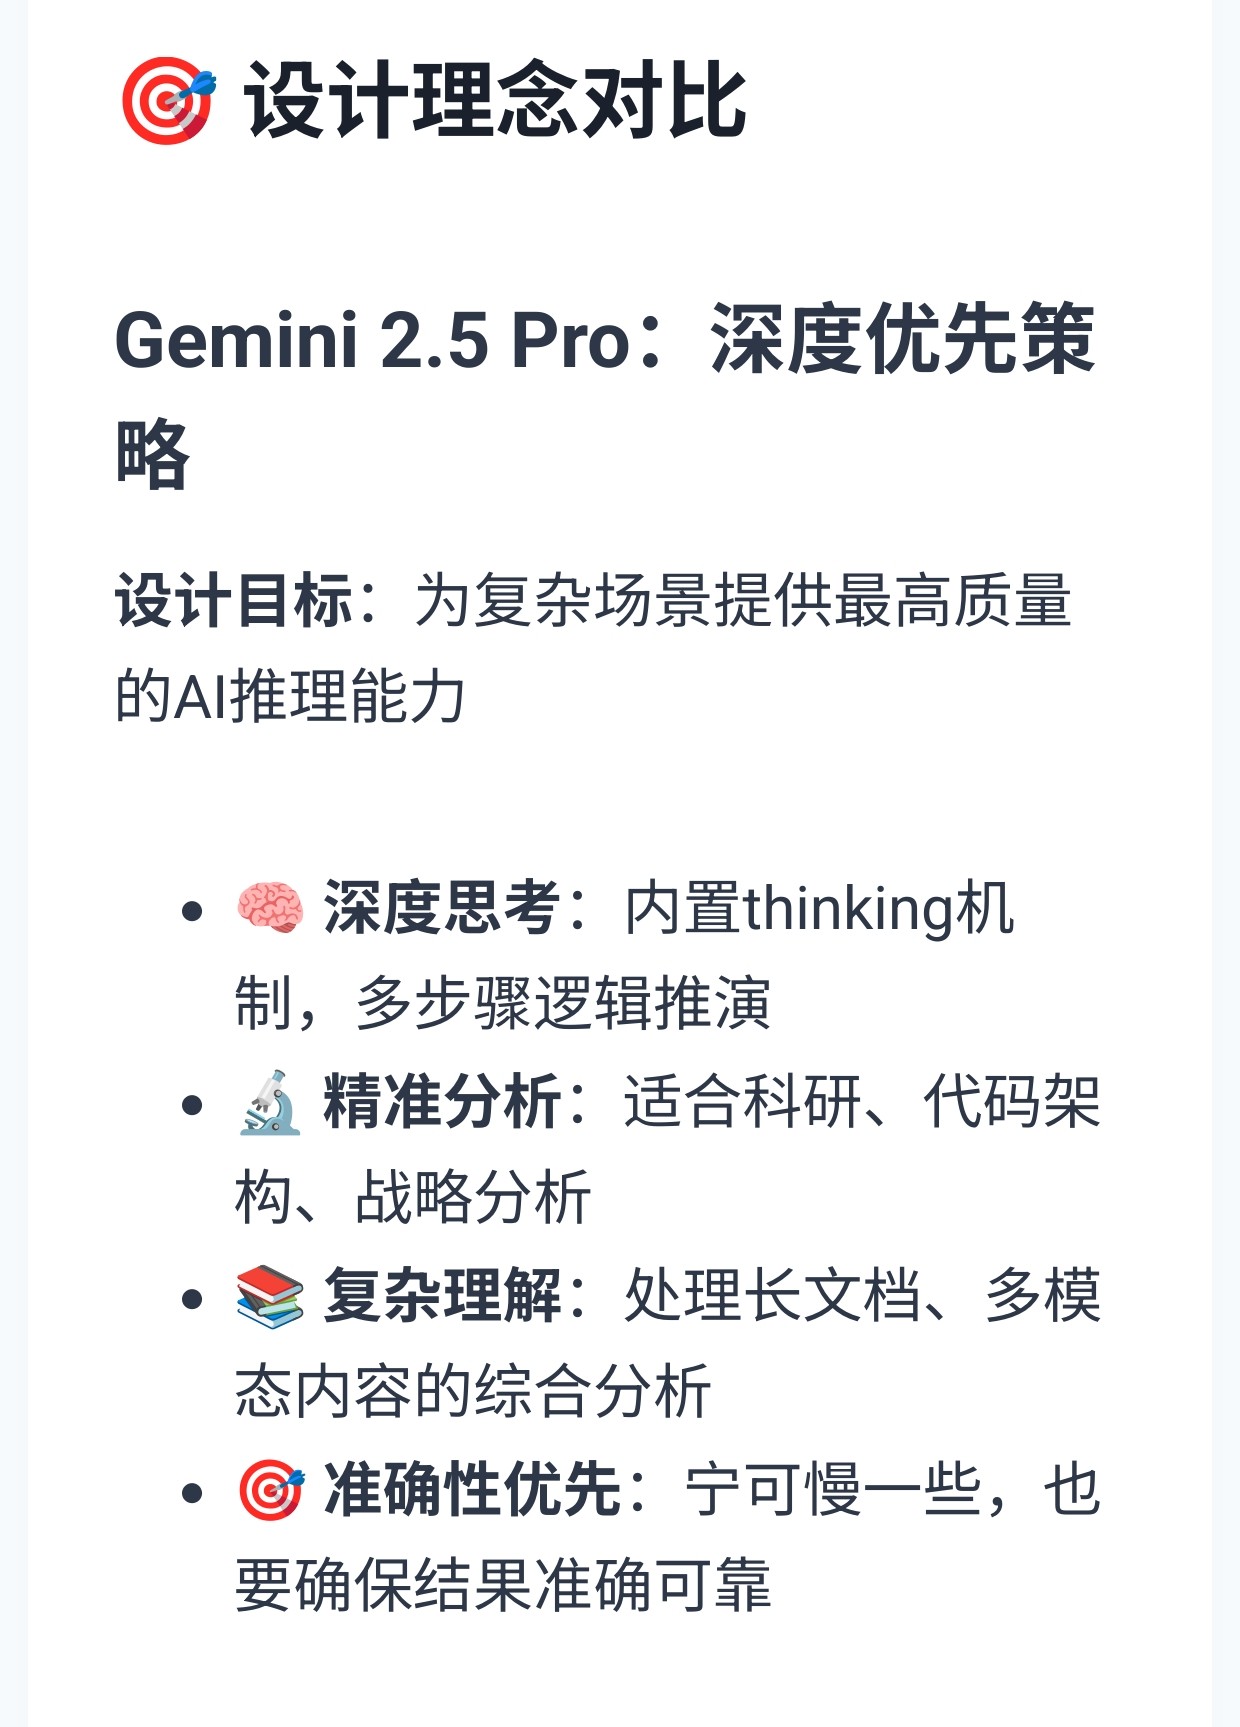 🎯 设计理念对比
Gemini 2.5 Pro：深度优先策
略
设计目标：为复杂场景提供最高质量
的AI推理能力
• 🧠 深度思考：内置thinking机
制，多步骤逻辑推演
• 🔬 精准分析：适合科研、代码架
构、战略分析
• 📚 复杂理解：处理长文档、多模
态内容的综合分析
• 🎯 准确性优先：宁可慢一些，也
要确保结果准确可靠